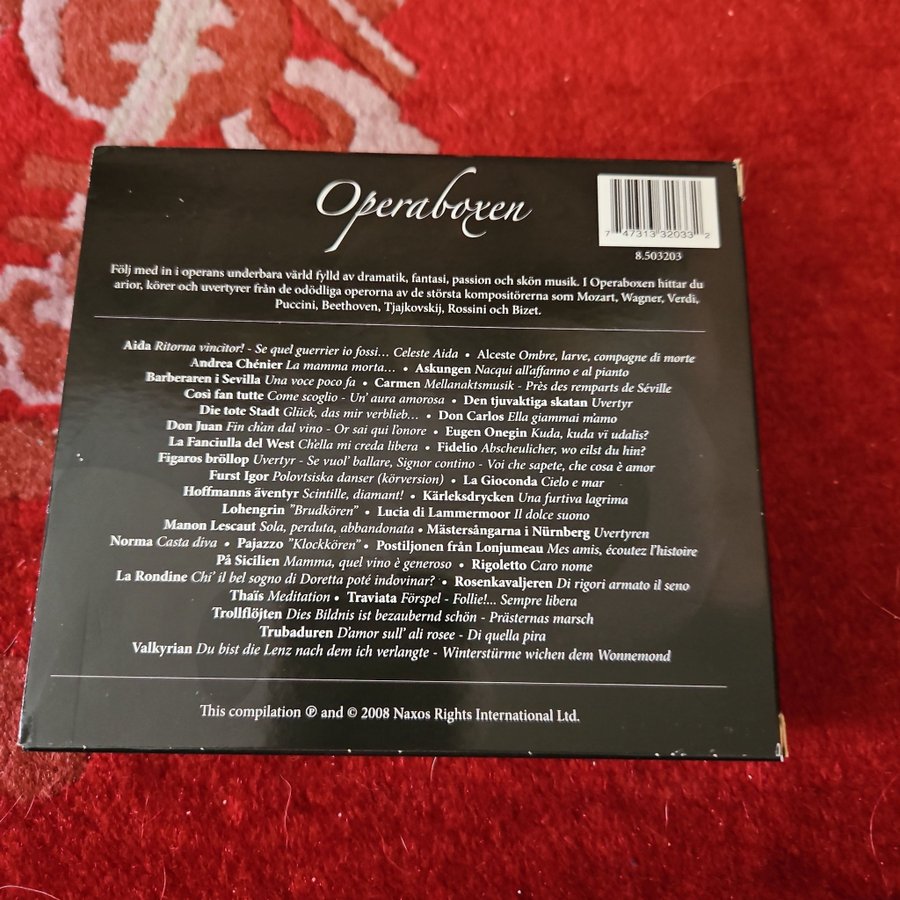 Operaboxen
7 47313 32033 2
8.503203
Följ med in i operans underbara värld fylld av dramatik, fantasi, passion och skön musik. I Operaboxen hittar du
arior, körer och uvertyrer från de odödliga operorna av de största kompositörerna som Mozart, Wagner, Verdi,
Puccini, Beethoven, Tjajkovskij, Rossini och Bizet.
Aida Ritorna vincitor! - Se quel guerrier io fossi... Celeste Aida • Alceste Ombre, larve, compagne di morte
Andrea Chénier La mamma morta... • Askungen Nacqui all'affanno e al pianto
Barberaren i Sevilla Una voce poco fa • Carmen Mellanaktsmusik - Près des remparts de Séville
Così fan tutte Come scoglio - Un' aura amorosa • Den tjuvaktiga skatan Uvertyr
Die tote Stadt Glück, das mir verblieb... • Don Carlos Ella giammai m'amo
Don Juan Fin ch'an dal vino - Or sai qui l'onore • Eugen Onegin Kuda, kuda vi udalis?
La Fanciulla del West Ch'ella mi creda libera • Fidelio Abscheulicher, wo eilst du hin?
Figaros bröllop Uvertyr - Se vuol' ballare, Signor contino - Voi che sapete, che cosa è amor
Furst Igor Polovtsiska danser (körversion) • La Gioconda Cielo e mar
Hoffmanns äventyr Scintille, diamant! • Kärleksdrycken Una furtiva lagrima
Lohengrin "Brudkören" • Lucia di Lammermoor Il dolce suono
Manon Lescaut Sola, perduta, abbandonata • Mästersångarna i Nürnberg Uvertyren
Norma Casta diva • Pajazzo "Klockkören" • Postiljonen från Lonjumeau Mes amis, écoutez l'histoire
På Sicilien Mamma, quel vino è generoso • Rigoletto Caro nome
La Rondine Chi' il bel sogno di Doretta poté indovinar? • Rosenkavaljeren Di rigori armato il seno
Thaïs Meditation • Traviata Förspel - Follie!... Sempre libera
Trollflöjten Dies Bildnis ist bezaubernd schön - Prästernas marsch
Trubaduren D'amor sull' ali rosee - Di quella pira
Valkyrian Du bist die Lenz nach dem ich verlangte - Winterstürme wichen dem Wonnemond
This compilation ℗ and © 2008 Naxos Rights International Ltd.